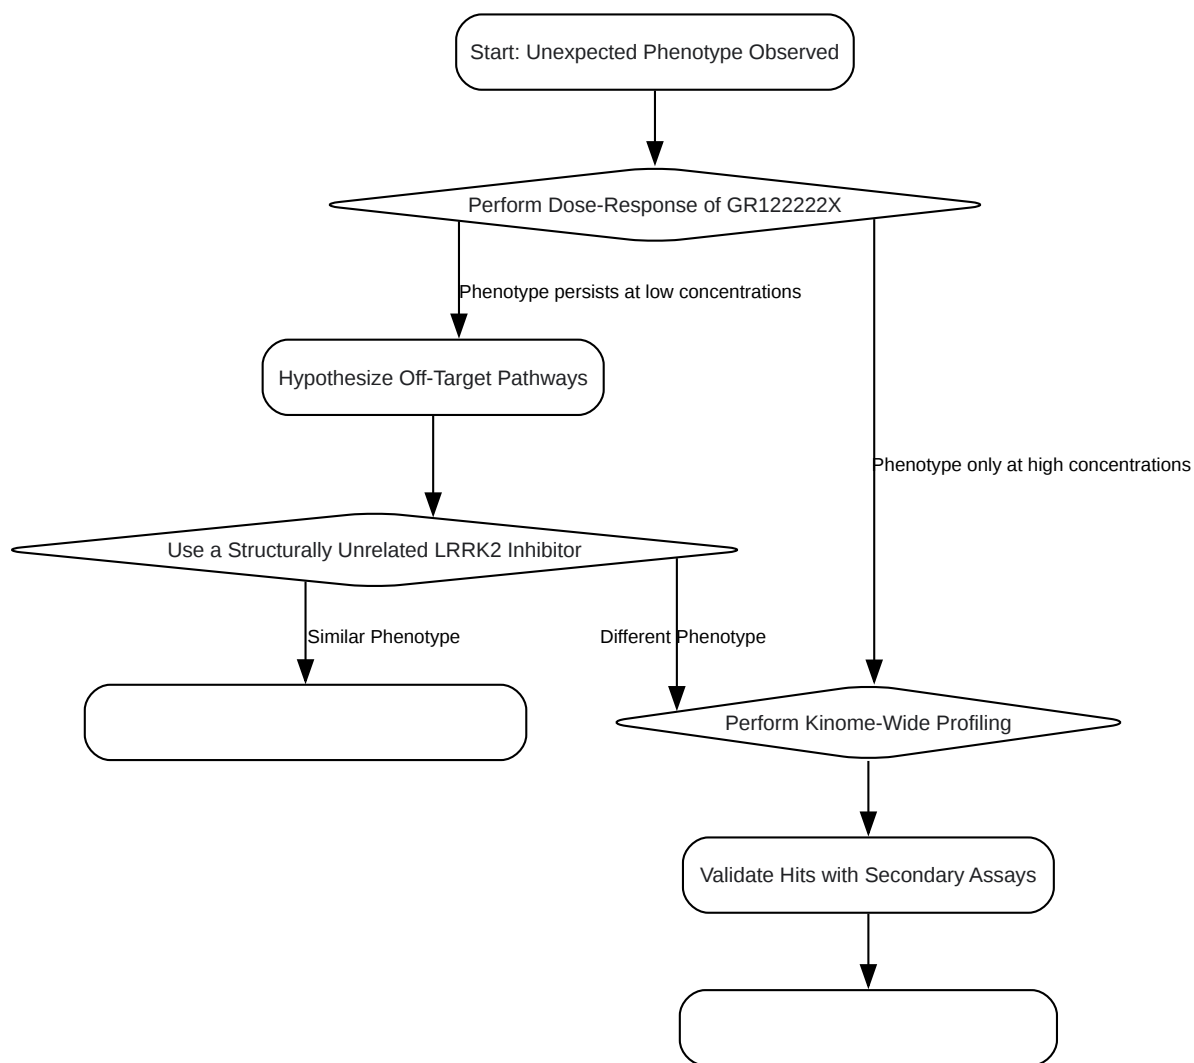 Start: Unexpected Phenotype Observed
Perform Dose-Response of GR122222X
Phenotype persists at low concentrations
Hypothesize Off-Target Pathways
Phenotype only at high concentrations
Use a Structurally Unrelated LRRK2 Inhibitor
Similar Phenotype
Different Phenotype
Perform Kinome-Wide Profiling
Validate Hits with Secondary Assays